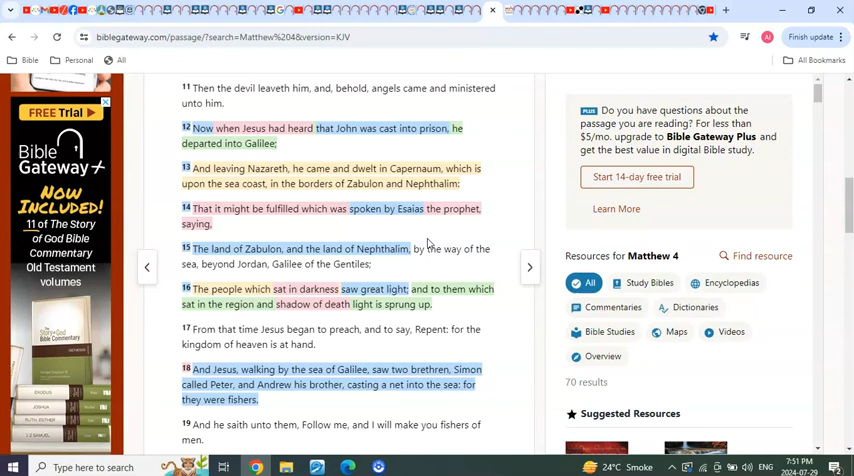 Finish update
biblegateway.com/passage/?search=Matthew%204&version=KJV
AI
Bible
Personal
All
All Bookmarks
FREE Trial
BIBLE
GATEWAY+
NOW
INCLUDED!
11 of The Story
of God Bible
Commentary
Old Testament
volumes
EXODUS
JOSHUA
RUTH, ESTHER
1-2 SAMUEL
11 Then the devil leaveth him, and, behold, angels came and ministered
unto him.
12 Now when Jesus had heard that John was cast into prison, he
departed into Galilee;
13 And leaving Nazareth, he came and dwelt in Capernaum, which is
upon the sea coast, in the borders of Zabulon and Nephthalim:
14 That it might be fulfilled which was spoken by Esaias the prophet,
saying,
15 The land of Zabulon, and the land of Nephthalim, by the way of the
sea, beyond Jordan, Galilee of the Gentiles;
16 The people which sat in darkness saw great light; and to them which
sat in the region and shadow of death light is sprung up.
17 From that time Jesus began to preach, and to say, Repent: for the
kingdom of heaven is at hand.
18 And Jesus, walking by the sea of Galilee, saw two brethren, Simon
called Peter, and Andrew his brother, casting a net into the sea: for
they were fishers.
19 And he saith unto them, Follow me, and I will make you fishers of
men.
PLUS Do you have questions about the
passage you are reading? For less than
$5/mo. upgrade to Bible Gateway Plus and
get the best value in digital Bible study.
Start 14-day free trial
Learn More
Resources for Matthew 4
Find resource
All
Study Bibles
Encyclopedias
Commentaries
Dictionaries
Bible Studies
Maps
Videos
Overview
70 results
Suggested Resources
Type here to search
24°C Smoke
ENG
7:51 PM
2024-07-29